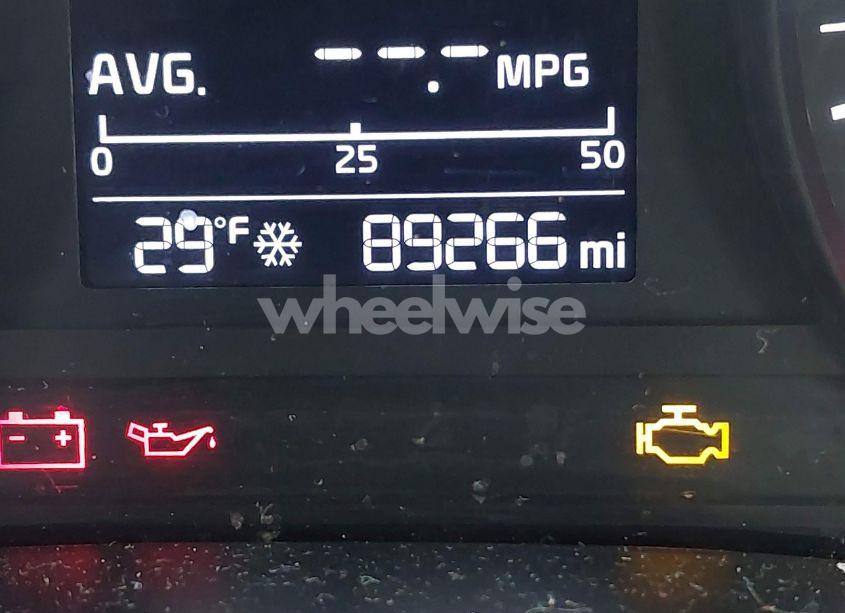 AVG. --.- MPG
0 25 50
29°F 89266 mi
wheelwise